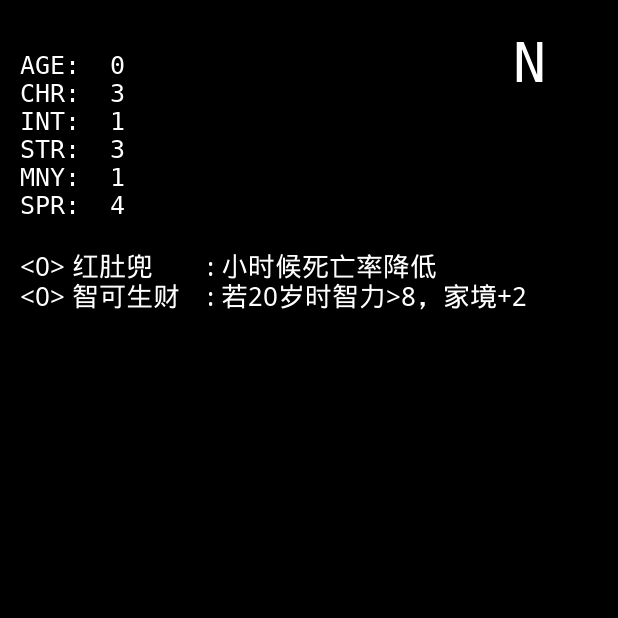 N
AGE: 0
CHR: 3
INT: 1
STR: 3
MNY: 1
SPR: 4
<0> 红肚兜 : 小时候死亡率降低
<0> 智可生财 : 若20岁时智力>8，家境+2